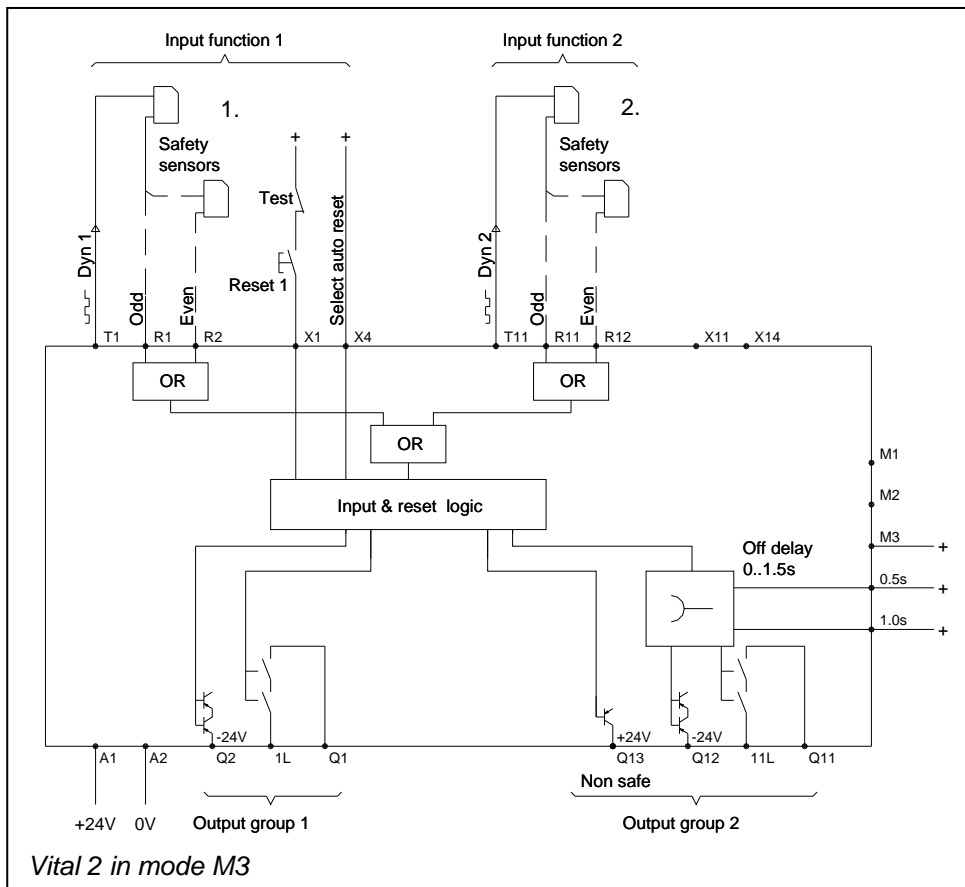 Input function 1
Input function 2
1.
2.
Safety
sensors
Safety
sensors
+
+
Test
Reset 1
Select auto reset
Dyn 1
Odd
Even
Dyn 2
Odd
Even
T1
R1
R2
X1
X4
T11
R11
R12
X11
X14
OR
OR
OR
Input & reset logic
M1
M2
M3
+
Off delay
0..1.5s
0.5s
+
1.0s
+
-24V
+24V
-24V
A1
A2
Q2
1L
Q1
Q13
Q12
11L
Q11
Non safe
+24V
0V
Output group 1
Output group 2
Vital 2 in mode M3